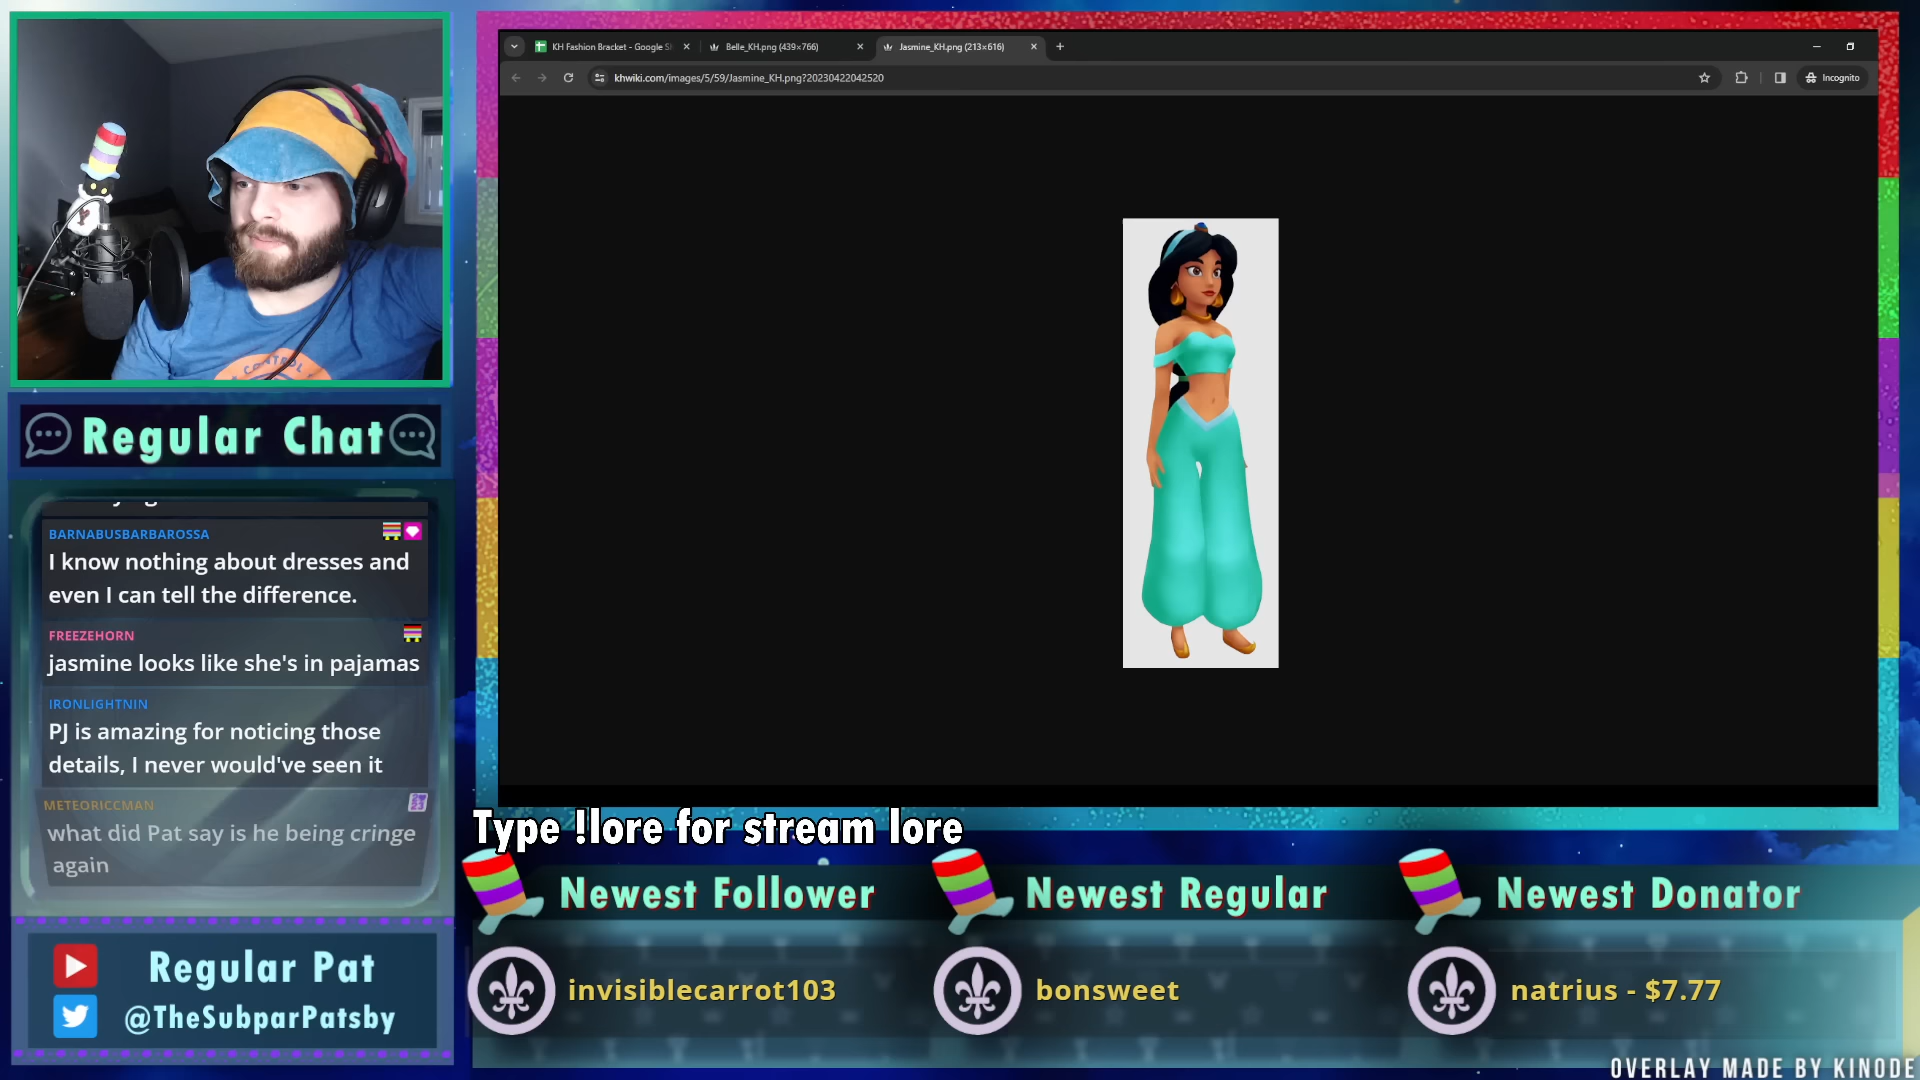 KH Fashion Bracket - Google S
Belle_KH.png (439×766)
Jasmine_KH.png (213×616)
khwiki.com/images/5/59/Jasmine_KH.png?20230422042520
Incognito
CONTROL
Regular Chat
BARNABUSBARBAROSSA
I know nothing about dresses and
even I can tell the difference.
FREEZEHORN
jasmine looks like she's in pajamas
IRONLIGHTNIN
PJ is amazing for noticing those
details, I never would've seen it
METEORICCMAN
what did Pat say is he being cringe
again
Regular Pat
@TheSubparPatsby
Type !lore for stream lore
Newest Follower
Newest Regular
Newest Donator
invisiblecarrot103
bonsweet
natrius - $7.77
OVERLAY MADE BY KINODE